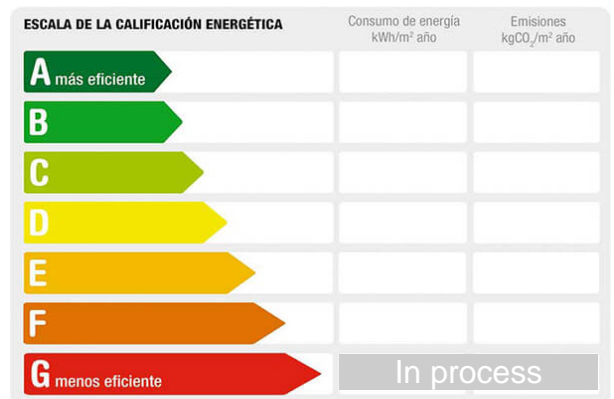 ESCALA DE LA CALIFICACIÓN ENERGÉTICA
Consumo de energía
kWh/m² año
Emisiones
kgCO₂/m² año
A más eficiente
B
C
D
E
F
G menos eficiente
In process